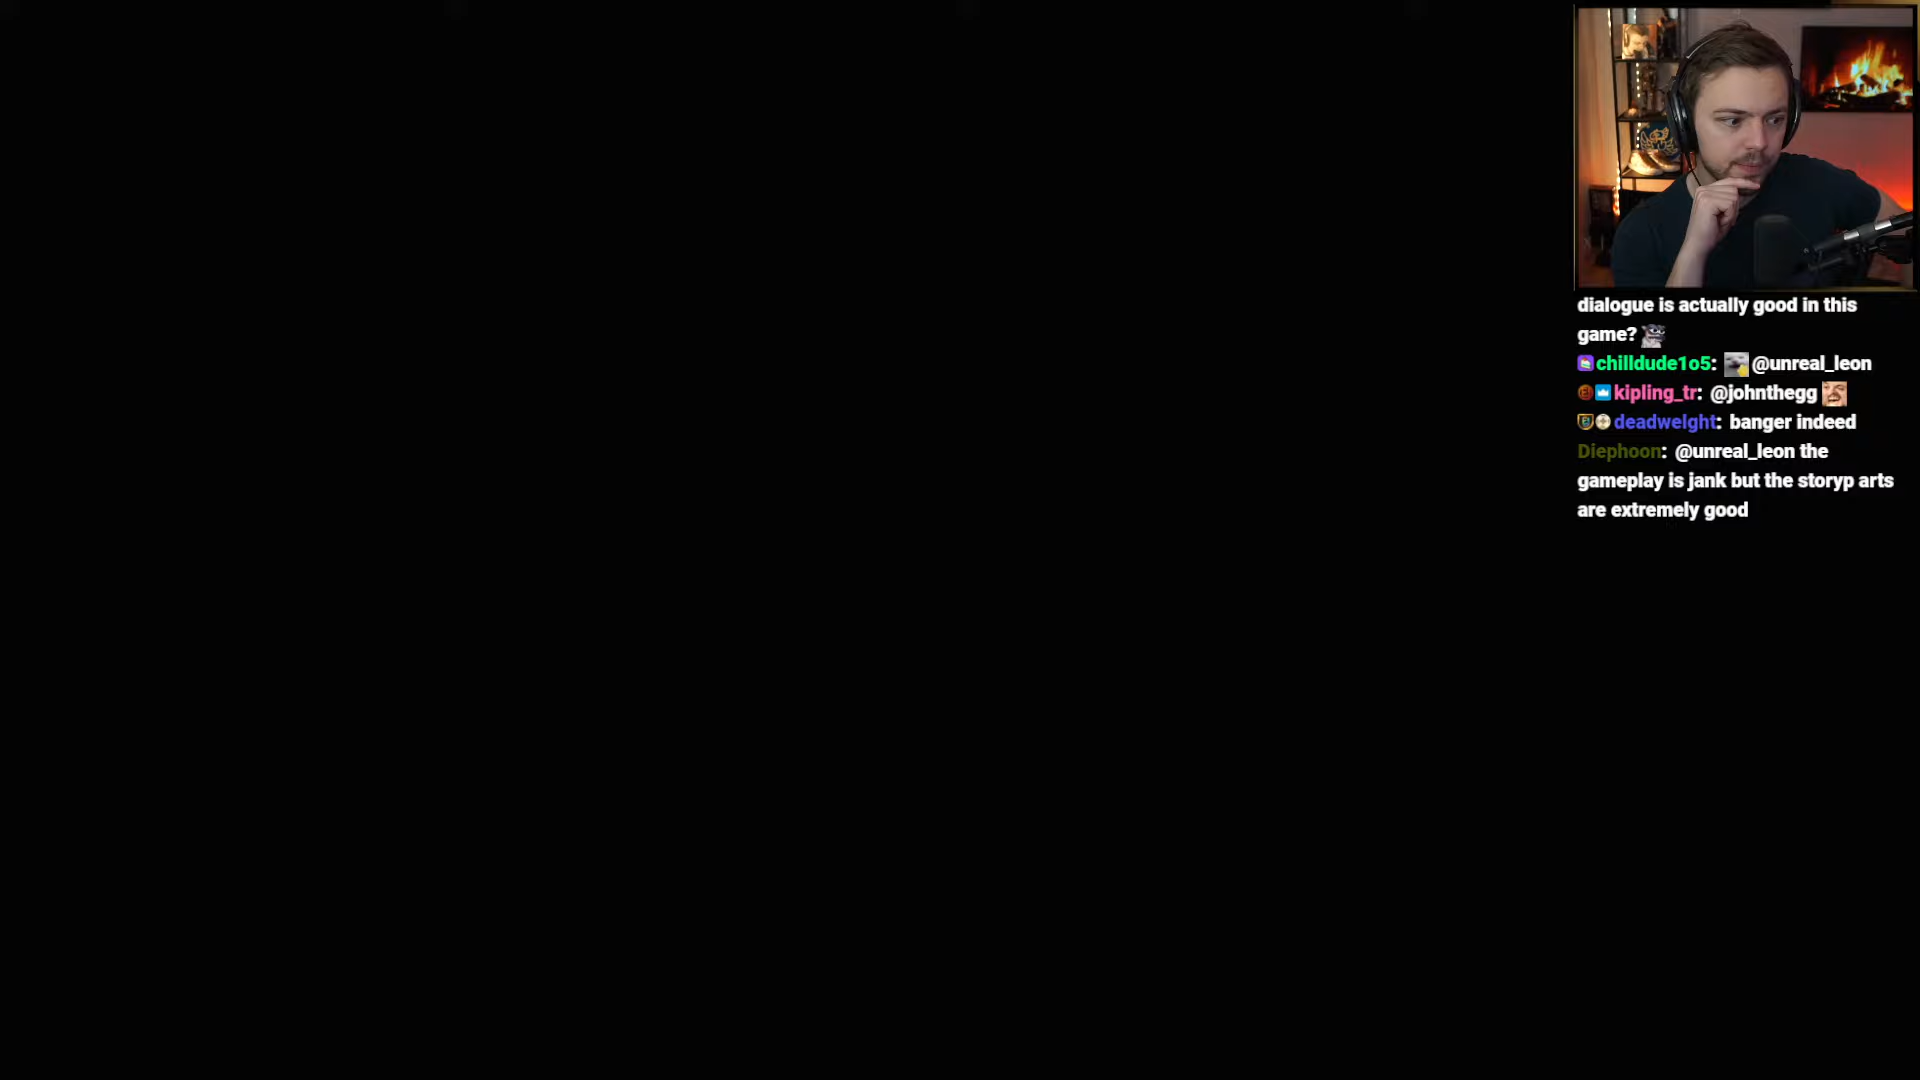 dialogue is actually good in this
game?
chilldude1o5: @unreal_leon
kipling_tr: @johnthegg
deadwelght: banger indeed
Diephoon: @unreal_leon the
gameplay is jank but the storyp arts
are extremely good